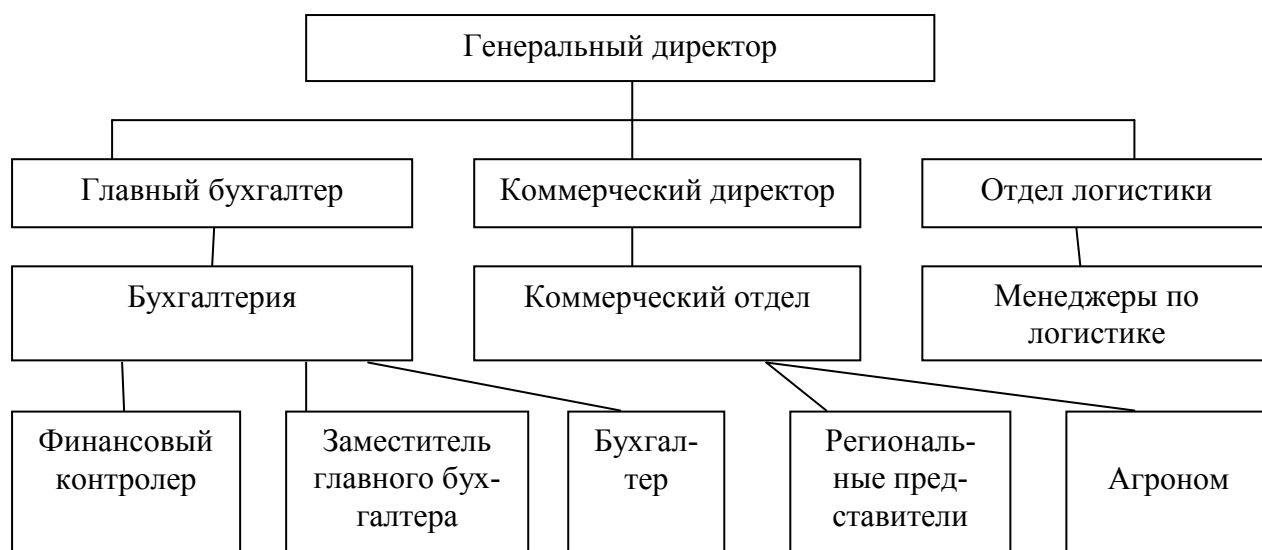 Генеральный директор
Главный бухгалтер
Коммерческий директор
Отдел логистики
Бухгалтерия
Коммерческий отдел
Менеджеры по
логистике
Финансовый
контролер
Заместитель
главного бух-
галтера
Бухгал-
тер
Региональ-
ные пред-
ставители
Агроном